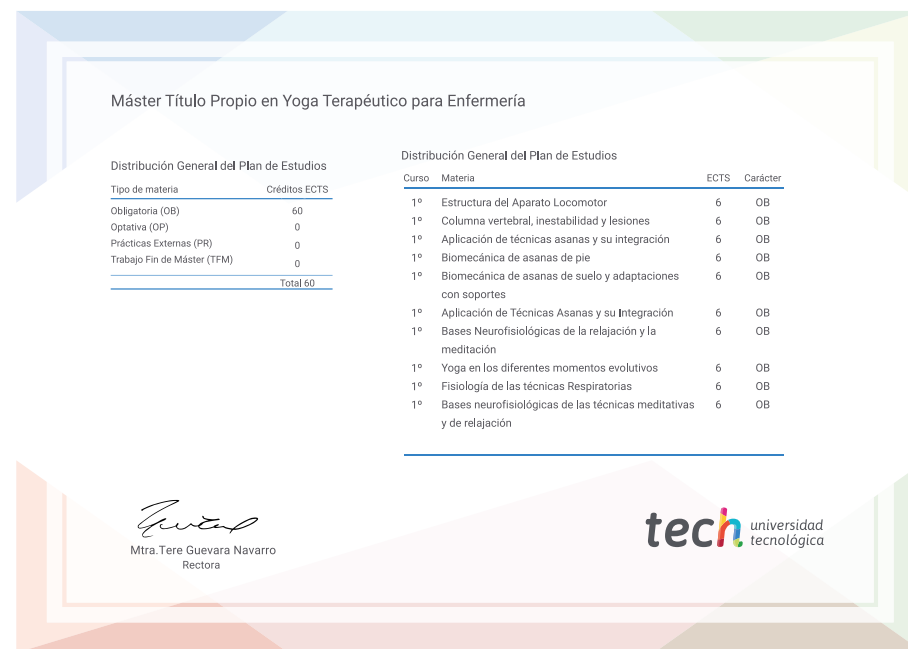 Máster Título Propio en Yoga Terapéutico para Enfermería
Distribución General del Plan de Estudios
Tipo de materia Créditos ECTS
Obligatoria (OB) 60
Optativa (OP) 0
Prácticas Externas (PR) 0
Trabajo Fin de Máster (TFM) 0
Total 60
Distribución General del Plan de Estudios
Curso Materia ECTS Carácter
1º Estructura del Aparato Locomotor 6 OB
1º Columna vertebral, inestabilidad y lesiones 6 OB
1º Aplicación de técnicas asanas y su integración 6 OB
1º Biomecánica de asanas de pie 6 OB
1º Biomecánica de asanas de suelo y adaptaciones 6 OB
con soportes
1º Aplicación de Técnicas Asanas y su Integración 6 OB
1º Bases Neurofisiológicas de la relajación y la 6 OB
meditación
1º Yoga en los diferentes momentos evolutivos 6 OB
1º Fisiología de las técnicas Respiratorias 6 OB
1º Bases neurofisiológicas de las técnicas meditativas 6 OB
y de relajación
Mtra.Tere Guevara Navarro
Rectora
tech universidad
tecnológica